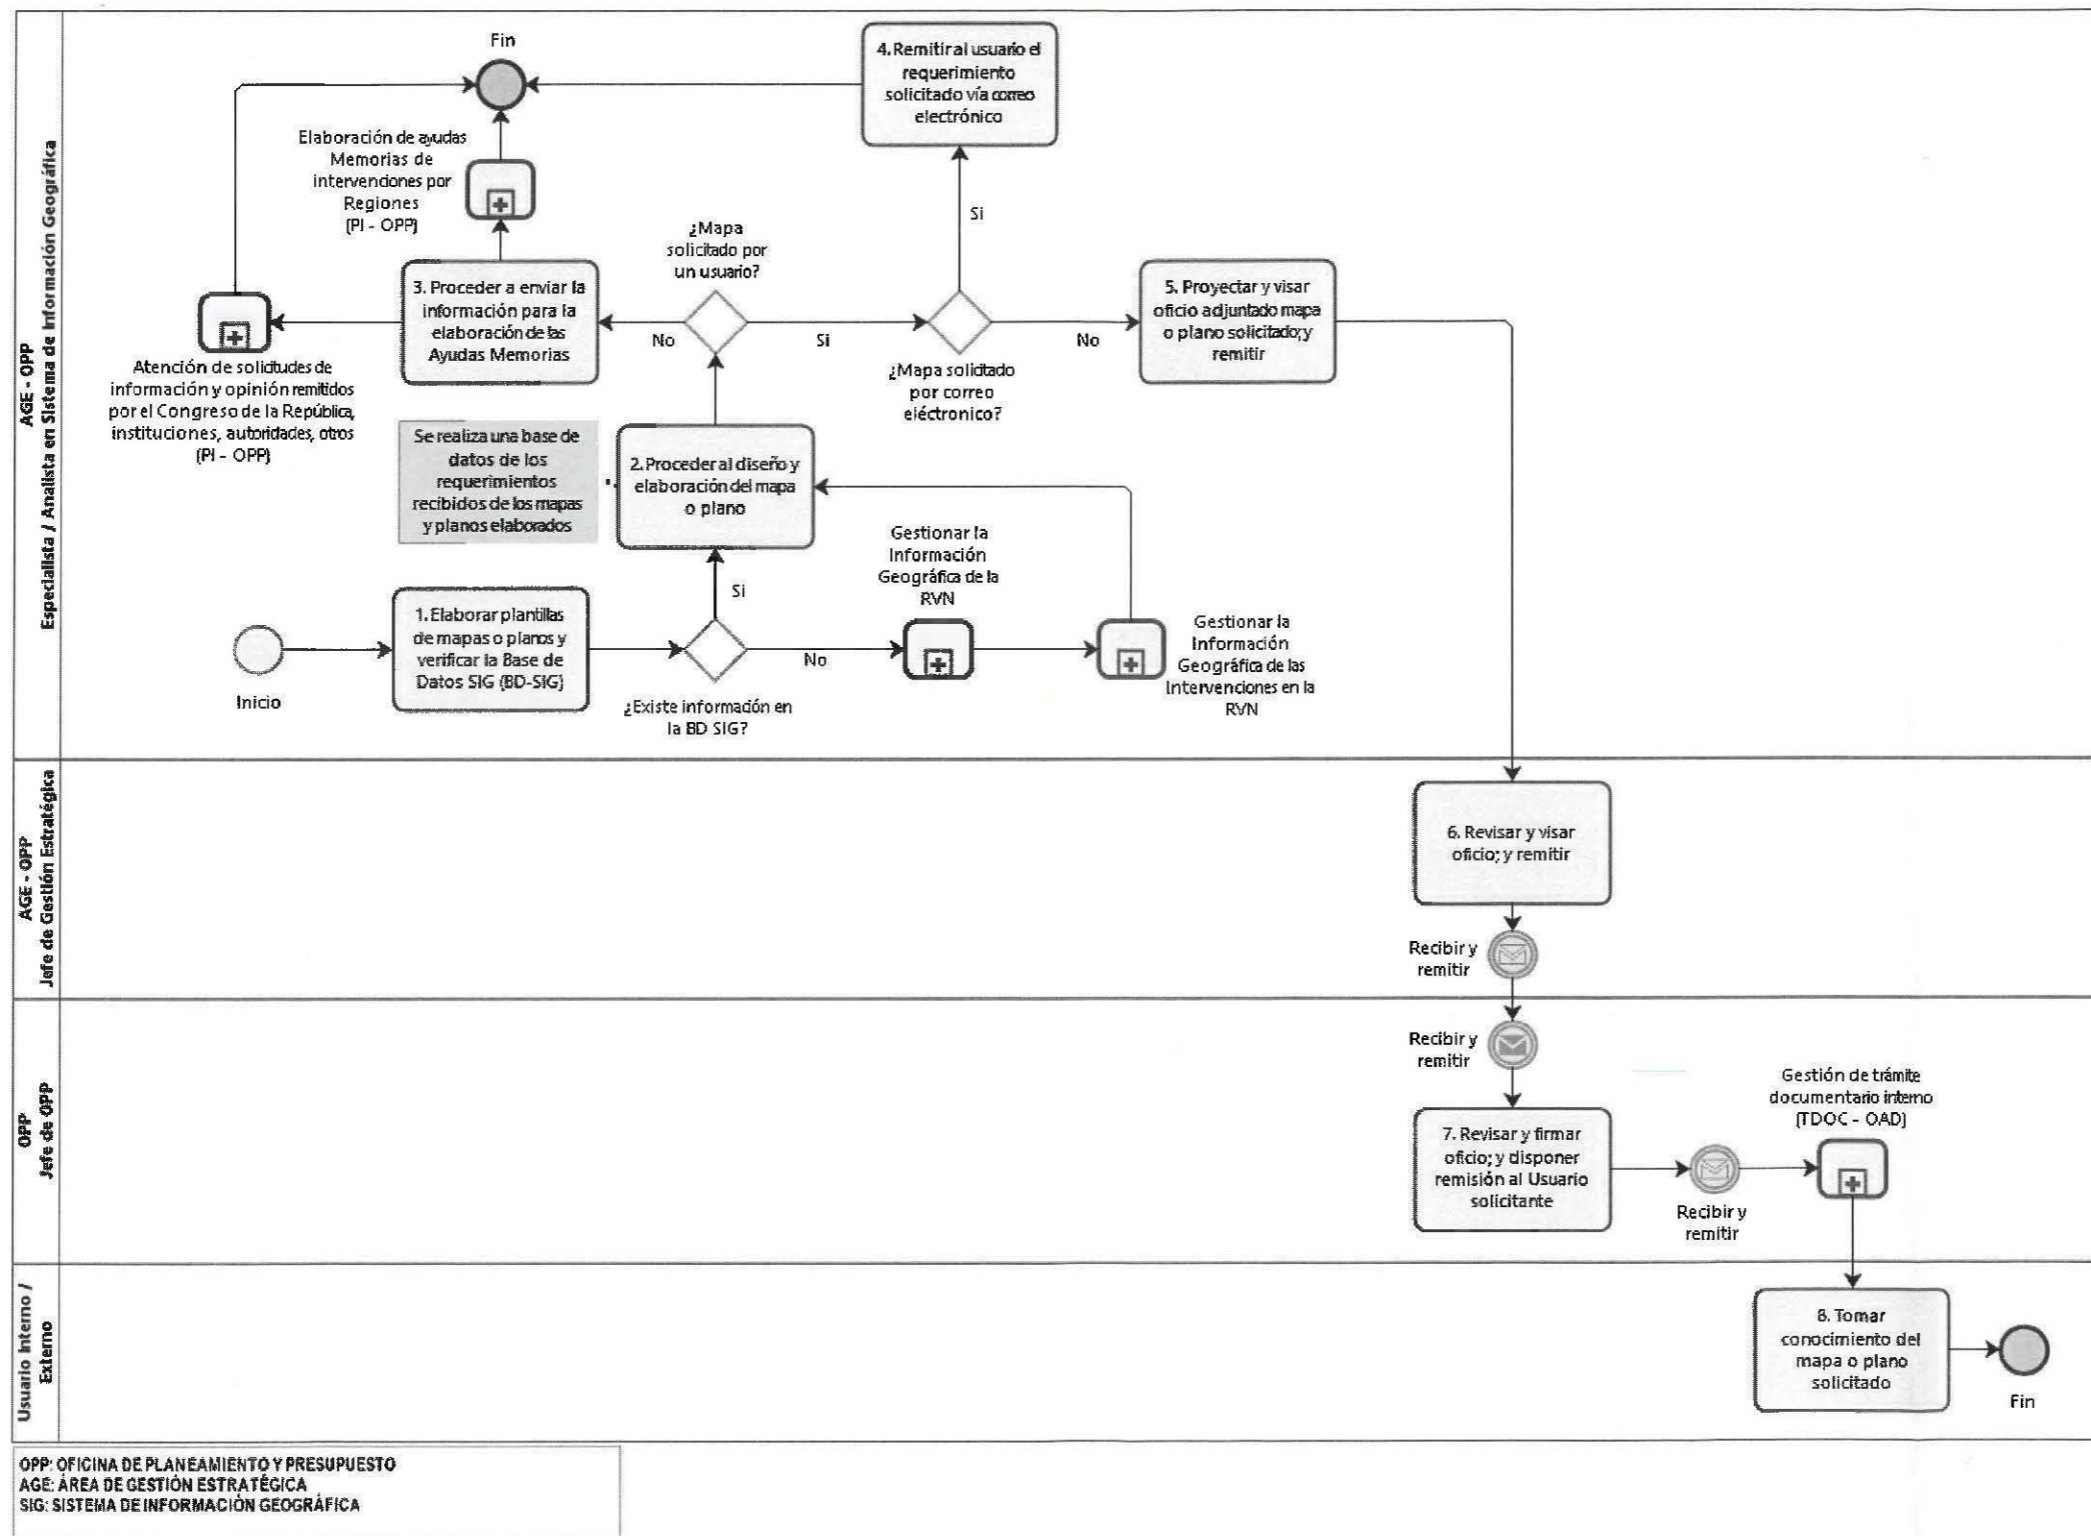 AGE - OPP
Especialista / Analista en Sistema de Información Geográfica
Fin
4. Remitir al usuario el
requerimiento
solicitado vía correo
electrónico
Elaboración de ayudas
Memorias de
intervenciones por
Regiones
(PI - OPP)
Si
¿Mapa
solicitado por
un usuario?
3. Proceder a enviar la
información para la
elaboración de las
Ayudas Memorias
No
Si
No
5. Proyectar y visar
oficio adjuntado mapa
o plano solicitado; y
remitir
Atención de solicitudes de
información y opinión remitidos
por el Congreso de la República,
instituciones, autoridades, otros
(PI - OPP)
¿Mapa solicitado
por correo
eléctronico?
Se realiza una base de
datos de los
requerimientos
recibidos de los mapas
y planos elaborados
2. Proceder al diseño y
elaboración del mapa
o plano
Gestionar la
Información
Geográfica de la
RVN
Si
1. Elaborar plantillas
de mapas o planos y
verificar la Base de
Datos SIG (BD-SIG)
No
Gestionar la
Información
Geográfica de las
Intervenciones en la
RVN
Inicio
¿Existe información en
la BD SIG?
AGE - OPP
Jefe de Gestión Estratégica
6. Revisar y visar
oficio; y remitir
Recibir y
remitir
OPP
Jefe de OPP
Recibir y
remitir
Gestión de trámite
documentario interno
(TDOC - OAD)
7. Revisar y firmar
oficio; y disponer
remisión al Usuario
solicitante
Recibir y
remitir
Usuario Interno /
Externo
8. Tomar
conocimiento del
mapa o plano
solicitado
Fin
OPP: OFICINA DE PLANEAMIENTO Y PRESUPUESTO
AGE: ÁREA DE GESTIÓN ESTRATÉGICA
SIG: SISTEMA DE INFORMACIÓN GEOGRÁFICA